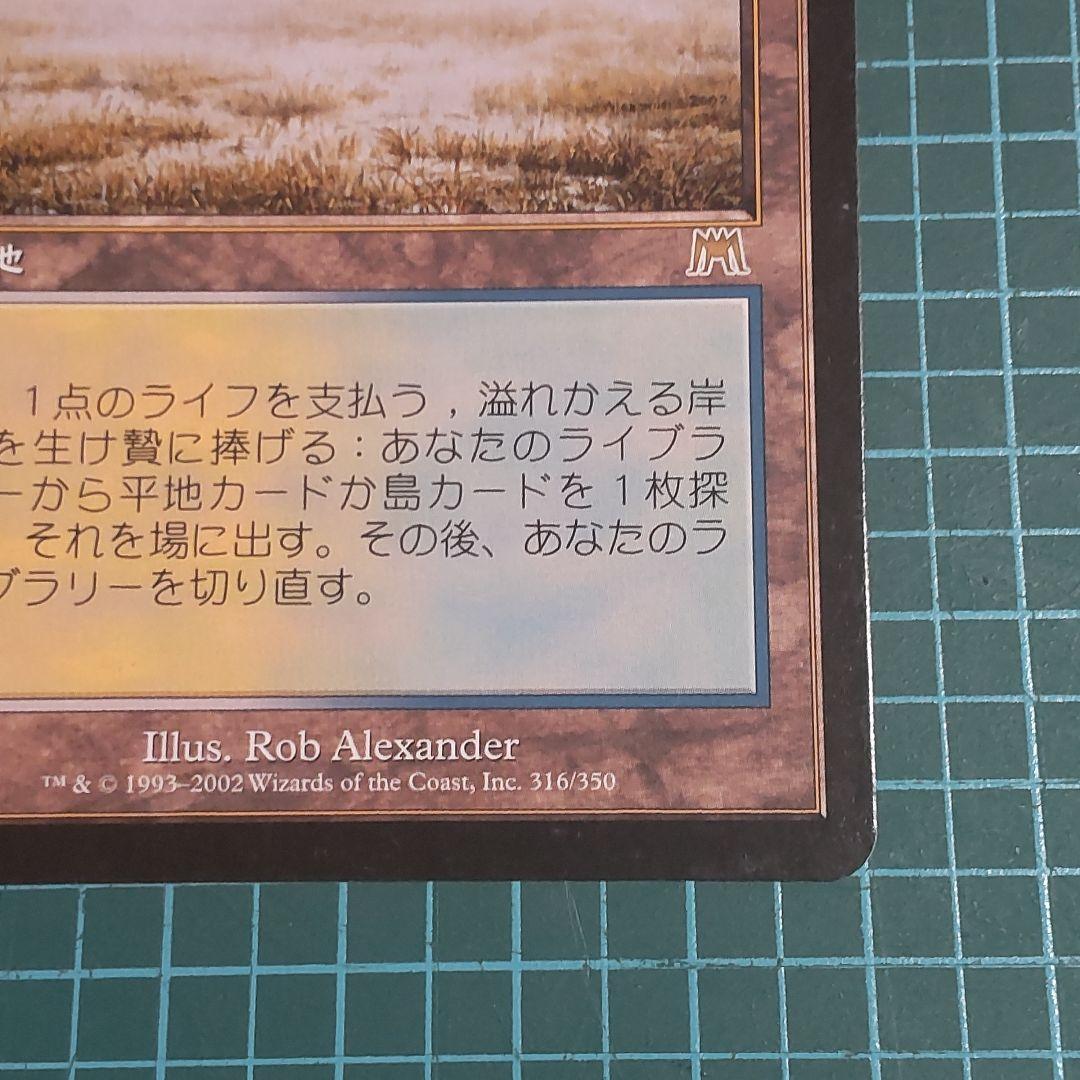 地
1点のライフを支払う , 溢れかえる岸
を生け贄に捧げる：あなたのライブラ
ーから平地カードか島カードを1枚探
それを場に出す。その後、あなたのラ
ブラリーを切り直す。
Illus. Rob Alexander
™ & © 1993–2002 Wizards of the Coast, Inc. 316/350